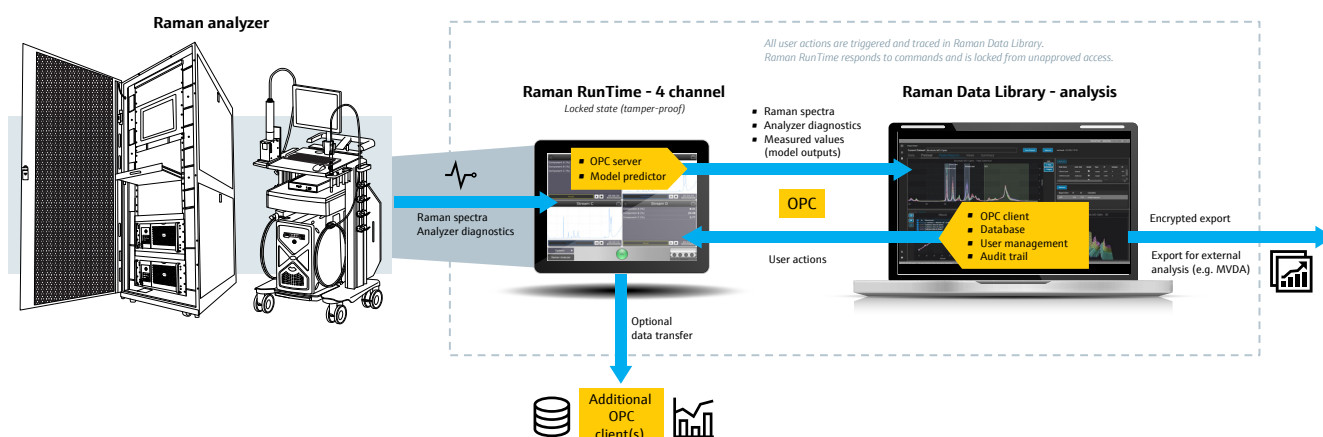 Raman analyzer
All user actions are triggered and traced in Raman Data Library.
Raman RunTime responds to commands and is locked from unapproved access.
Raman RunTime - 4 channel
Locked state (tamper-proof)
Raman Data Library - analysis
▪ Raman spectra
▪ Analyzer diagnostics
▪ Measured values
(model outputs)
▪ OPC server
▪ Model predictor
Raman spectra
Analyzer diagnostics
Stream C
OPC
User actions
▪ OPC client
▪ Database
▪ User management
▪ Audit trail
Encrypted export
Export for external
analysis (e.g. MVDA)
Optional
data transfer
Additional
OPC
client(s)